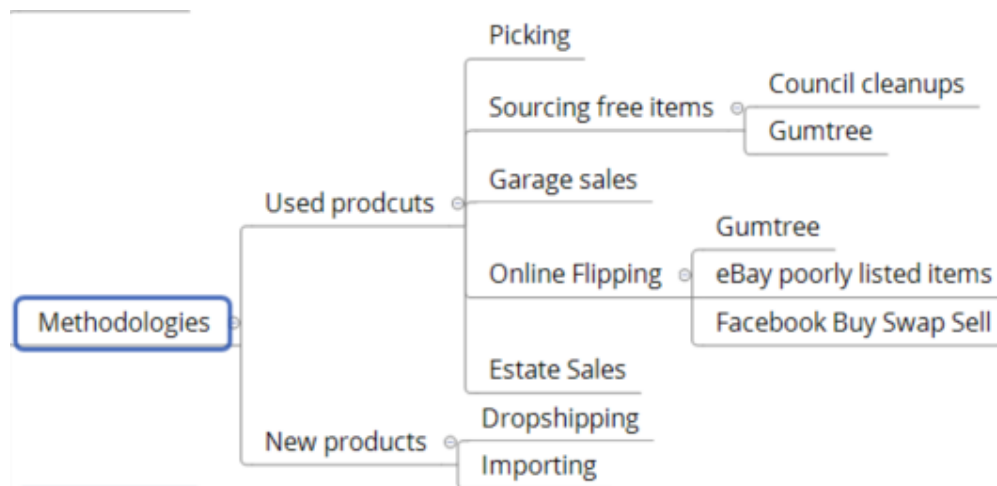 Picking
Council cleanups
Sourcing free items
Gumtree
Garage sales
Used prodcuts
Gumtree
Online Flipping
eBay poorly listed items
Methodologies
Facebook Buy Swap Sell
Estate Sales
Dropshipping
New products
Importing